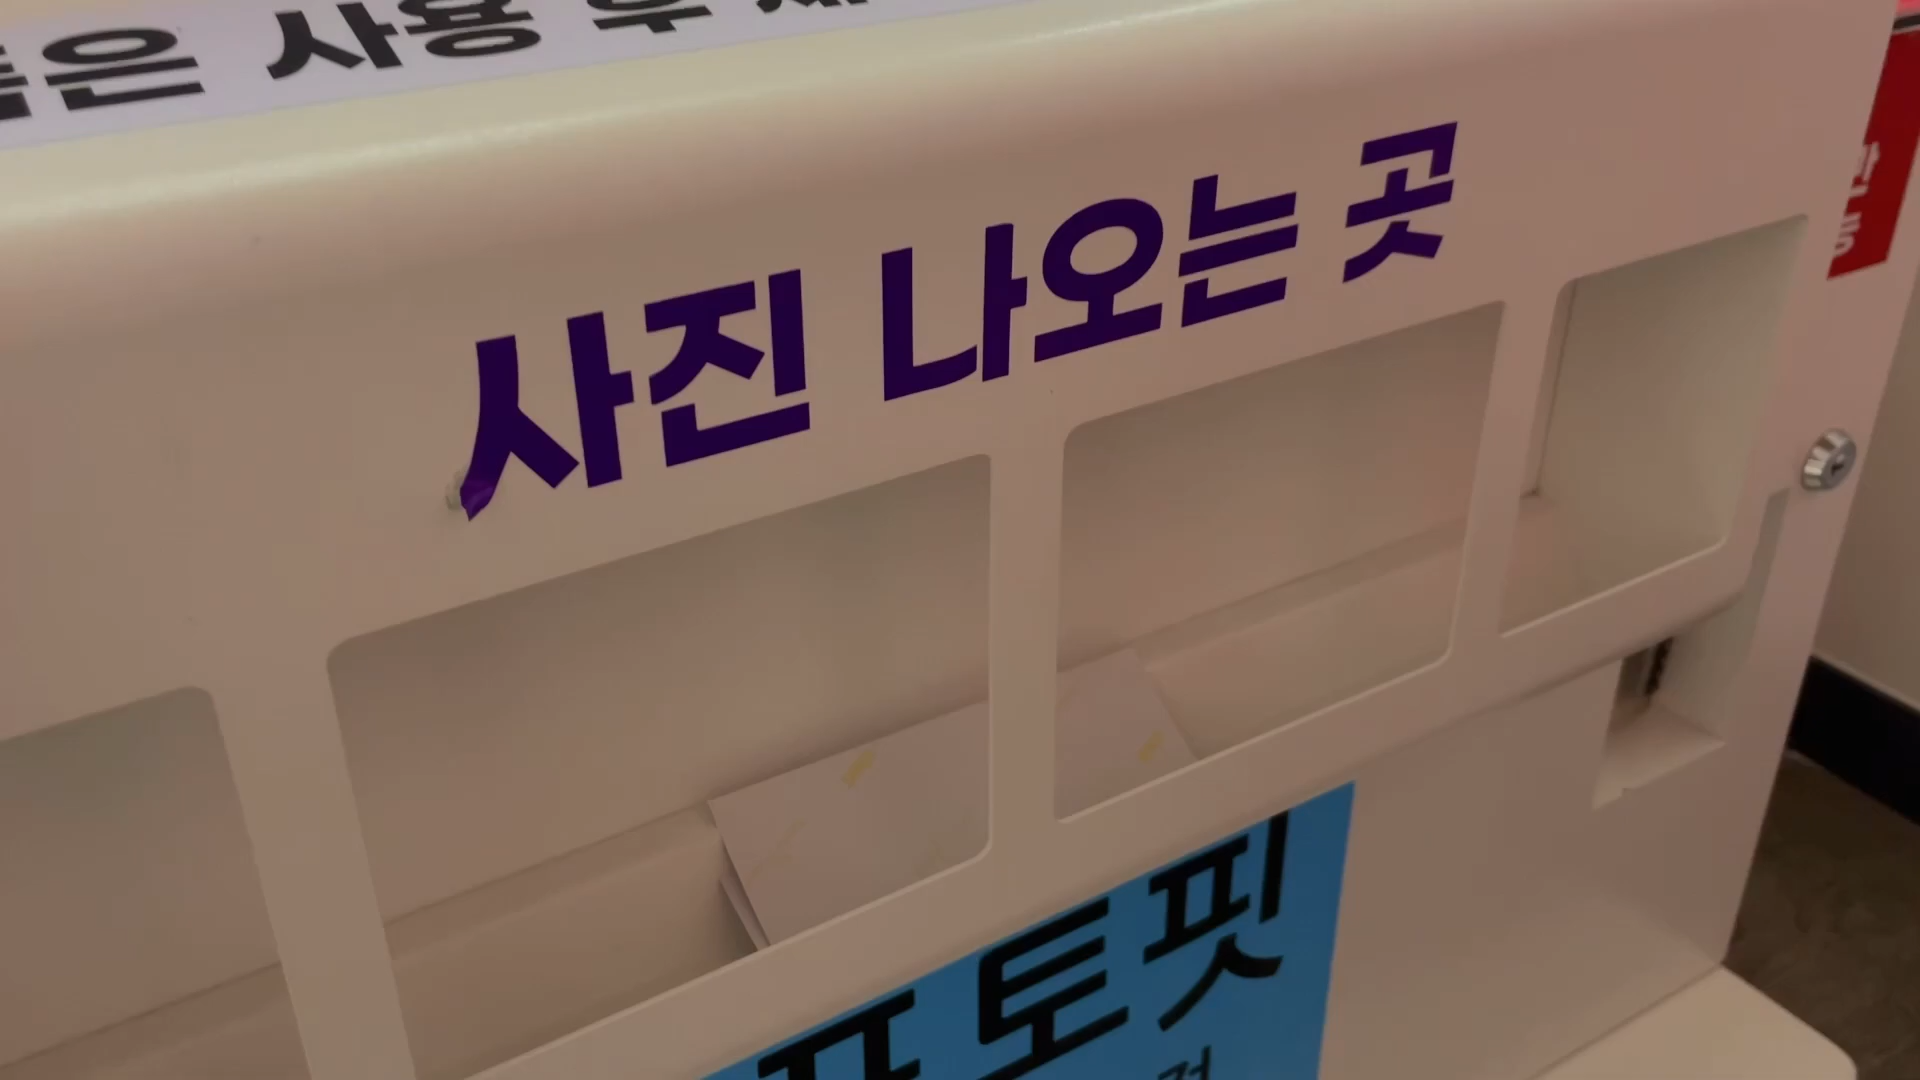 은 사용 후
사진 나오는 곳
포토핏